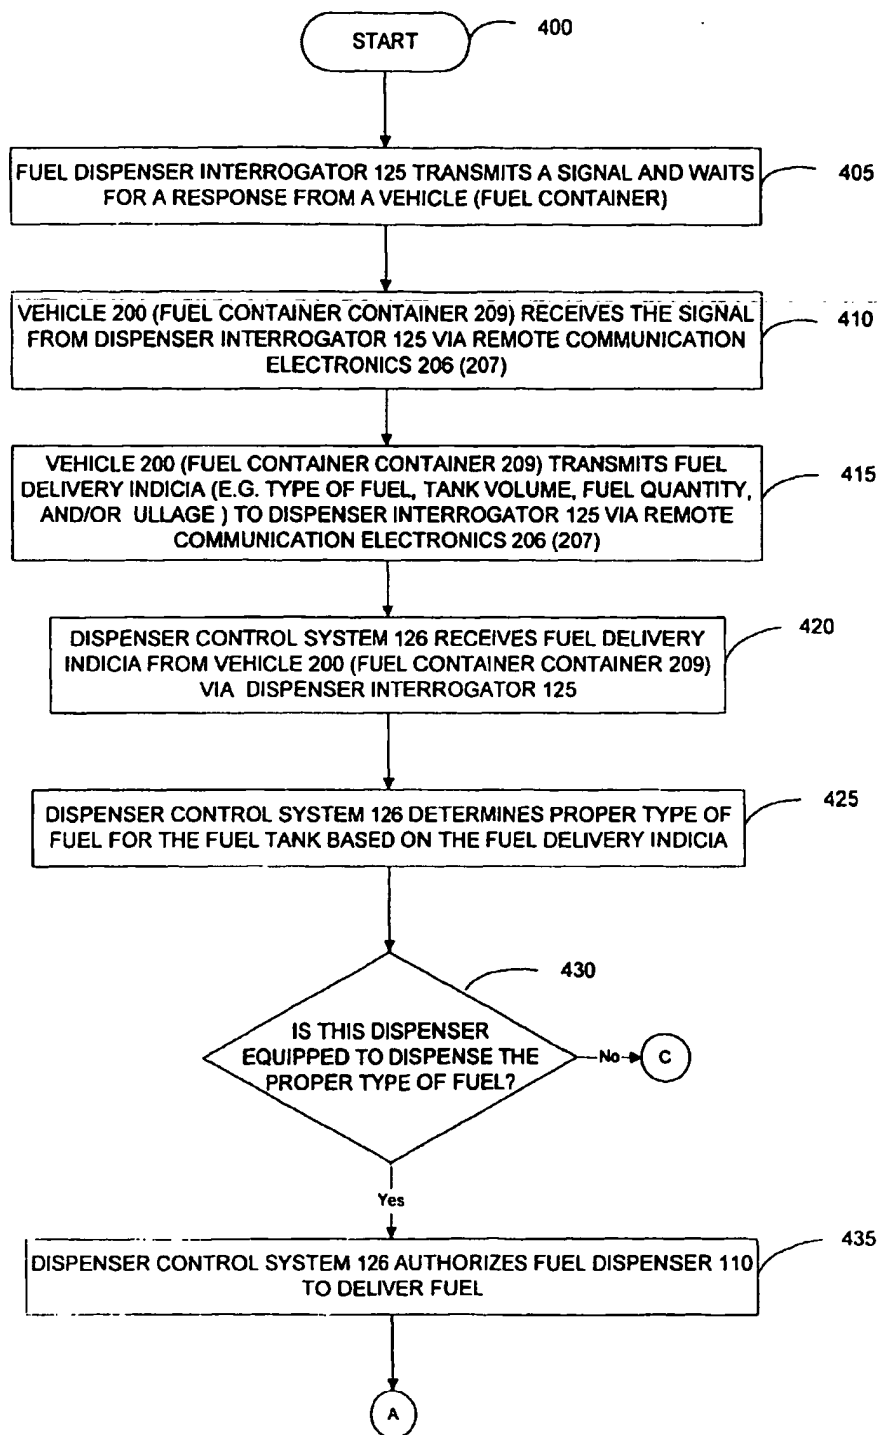 START
400
FUEL DISPENSER INTERROGATOR 125 TRANSMITS A SIGNAL AND WAITS
FOR A RESPONSE FROM A VEHICLE (FUEL CONTAINER)
405
VEHICLE 200 (FUEL CONTAINER CONTAINER 209) RECEIVES THE SIGNAL
FROM DISPENSER INTERROGATOR 125 VIA REMOTE COMMUNICATION
ELECTRONICS 206 (207)
410
VEHICLE 200 (FUEL CONTAINER CONTAINER 209) TRANSMITS FUEL
DELIVERY INDICIA (E.G. TYPE OF FUEL, TANK VOLUME, FUEL QUANTITY,
AND/OR ULLAGE ) TO DISPENSER INTERROGATOR 125 VIA REMOTE
COMMUNICATION ELECTRONICS 206 (207)
415
DISPENSER CONTROL SYSTEM 126 RECEIVES FUEL DELIVERY
INDICIA FROM VEHICLE 200 (FUEL CONTAINER CONTAINER 209)
VIA DISPENSER INTERROGATOR 125
420
DISPENSER CONTROL SYSTEM 126 DETERMINES PROPER TYPE OF
FUEL FOR THE FUEL TANK BASED ON THE FUEL DELIVERY INDICIA
425
430
IS THIS DISPENSER
EQUIPPED TO DISPENSE THE
PROPER TYPE OF FUEL?
No
C
Yes
DISPENSER CONTROL SYSTEM 126 AUTHORIZES FUEL DISPENSER 110
TO DELIVER FUEL
435
A